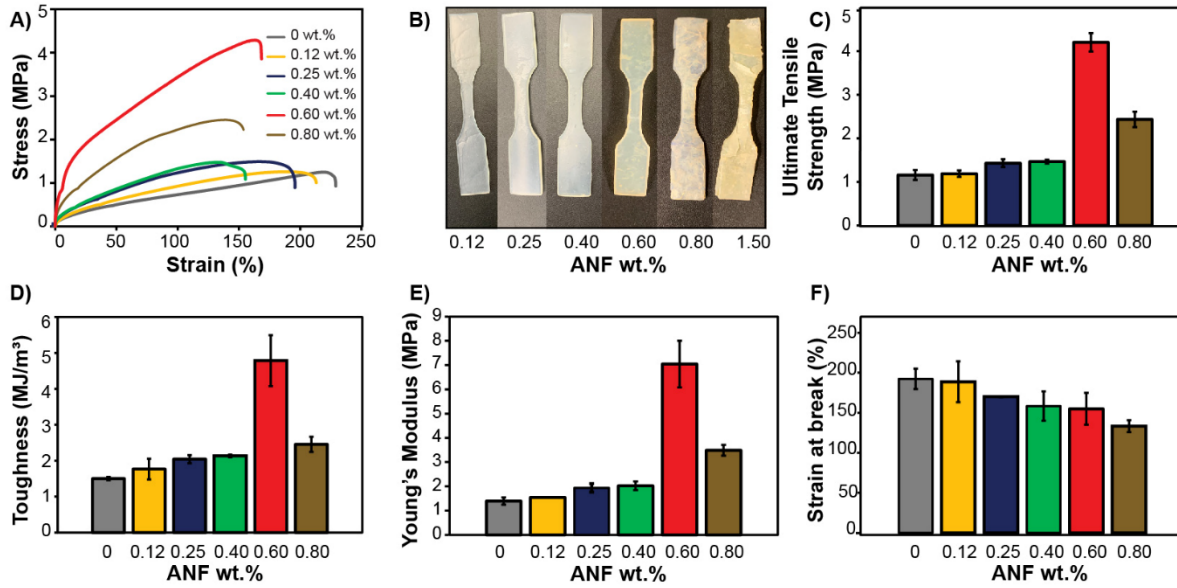 A)
Stress (MPa)
5
4
3
2
1
0
0 wt.%
0.12 wt.%
0.25 wt.%
0.40 wt.%
0.60 wt.%
0.80 wt.%
0 50 100 150 200 250
Strain (%)
B)
0.12 0.25 0.40 0.60 0.80 1.50
ANF wt.%
C)
Ultimate Tensile
Strength (MPa)
5
4
3
2
1
0
0 0.12 0.25 0.40 0.60 0.80
ANF wt.%
D)
Toughness (MJ/m³)
6
5
4
3
2
1
0
0 0.12 0.25 0.40 0.60 0.80
ANF wt.%
E)
Young's Modulus (MPa)
9
8
7
6
5
4
3
2
1
0
0 0.12 0.25 0.40 0.60 0.80
ANF wt.%
F)
Strain at break (%)
250
200
150
100
50
0
0 0.12 0.25 0.40 0.60 0.80
ANF wt.%